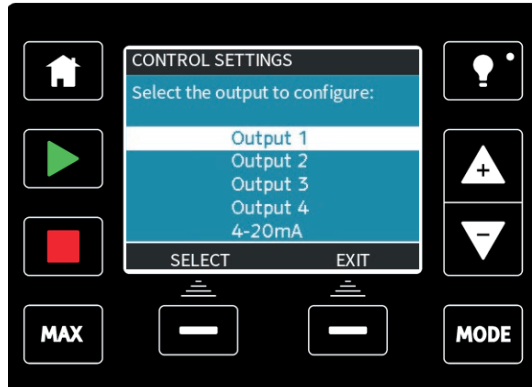 CONTROL SETTINGS
Select the output to configure:
Output 1
Output 2
Output 3
Output 4
4-20mA
SELECT EXIT
MAX
MODE